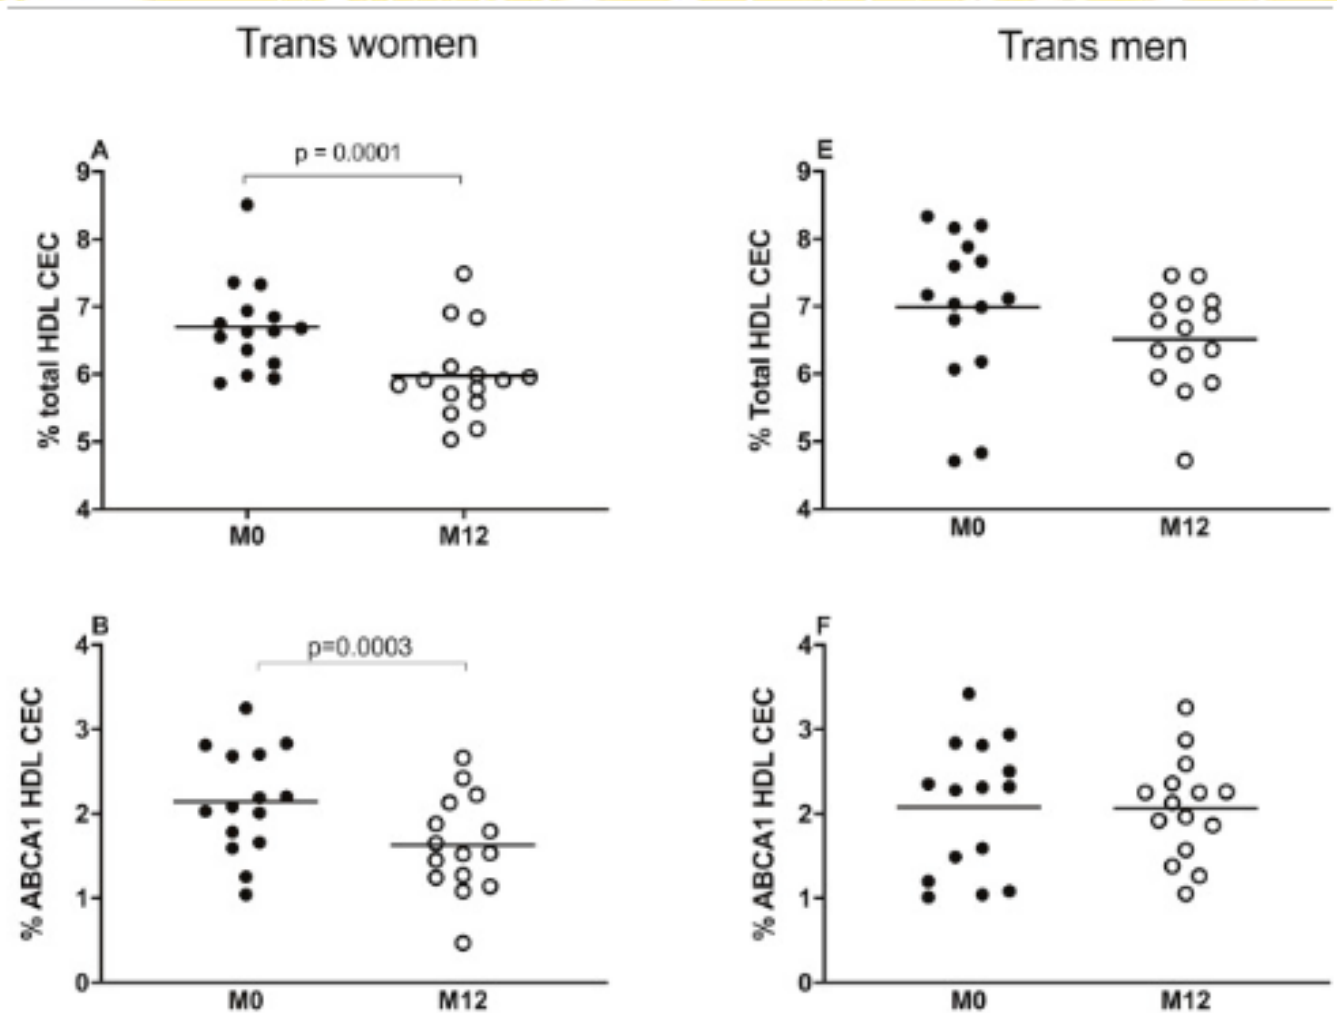 Trans women
Trans men
A
p = 0.0001
9
8
7
6
5
4
% total HDL CEC
M0
M12
E
9
8
7
6
5
4
% Total HDL CEC
M0
M12
B
p=0.0003
4
3
2
1
0
% ABCA1 HDL CEC
M0
M12
F
4
3
2
1
0
% ABCA1 HDL CEC
M0
M12